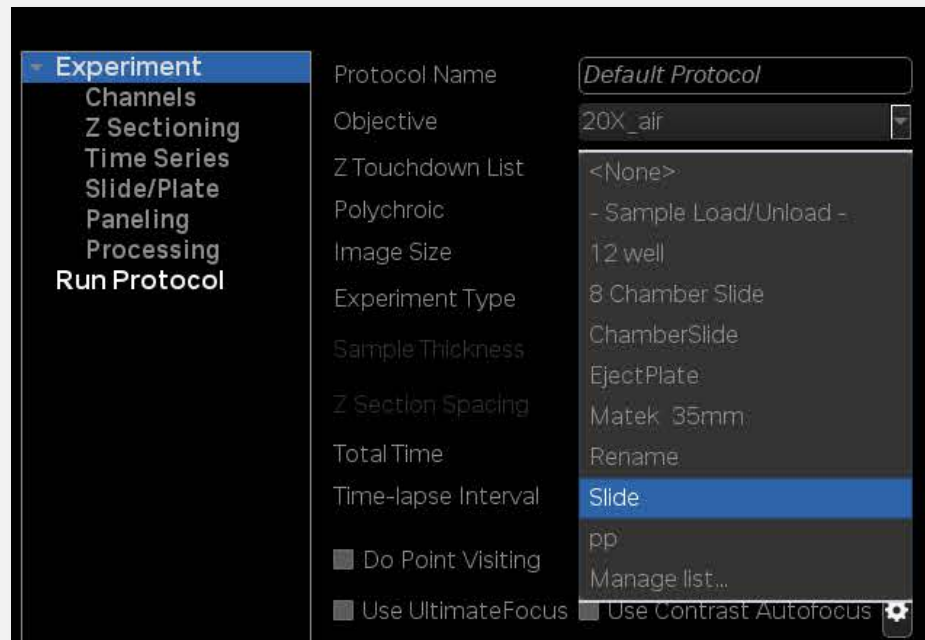 Experiment
Channels
Z Sectioning
Time Series
Slide/Plate
Paneling
Processing
Run Protocol
Protocol Name
Default Protocol
Objective
20X_air
Z Touchdown List
Polychroic
Image Size
Experiment Type
Sample Thickness
Z Section Spacing
Total Time
Time-lapse Interval
<None>
- Sample Load/Unload -
12 well
8 Chamber Slide
ChamberSlide
EjectPlate
Matek 35mm
Rename
Slide
pp
Manage list...
Do Point Visiting
Use UltimateFocus
Use Contrast Autofocus